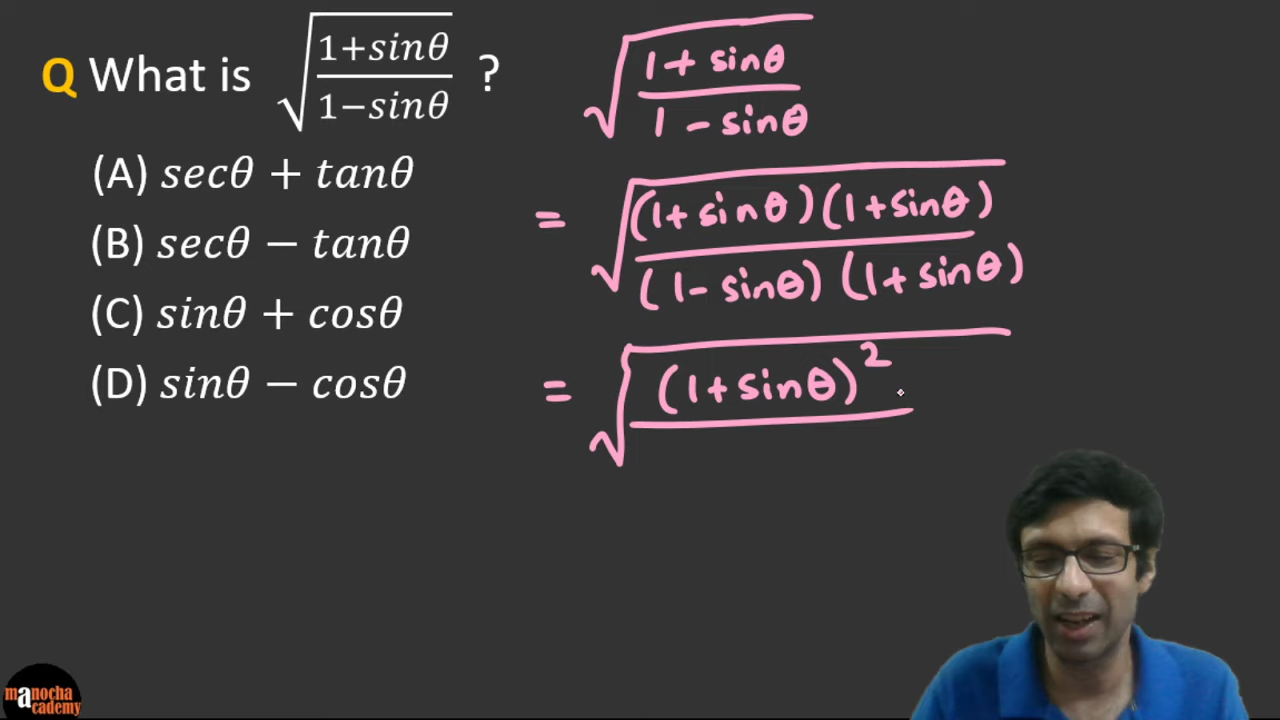 Q What is √((1+sinθ)/(1−sinθ)) ?
(A) secθ + tanθ
(B) secθ − tanθ
(C) sinθ + cosθ
(D) sinθ − cosθ
√((1 + sinθ)/(1 − sinθ))
= √((1+sinθ)(1+sinθ)/(1−sinθ)(1+sinθ))
= √((1+sinθ)²
manocha
academy